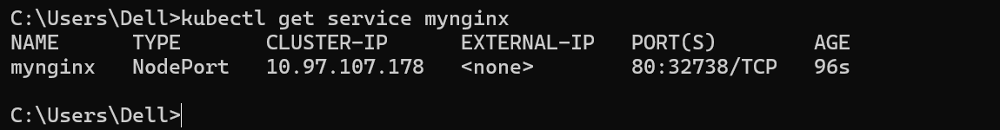 C:\Users\Dell>kubectl get service mynginx
NAME      TYPE       CLUSTER-IP      EXTERNAL-IP   PORT(S)        AGE
mynginx   NodePort   10.97.107.178   <none>        80:32738/TCP   96s
C:\Users\Dell>